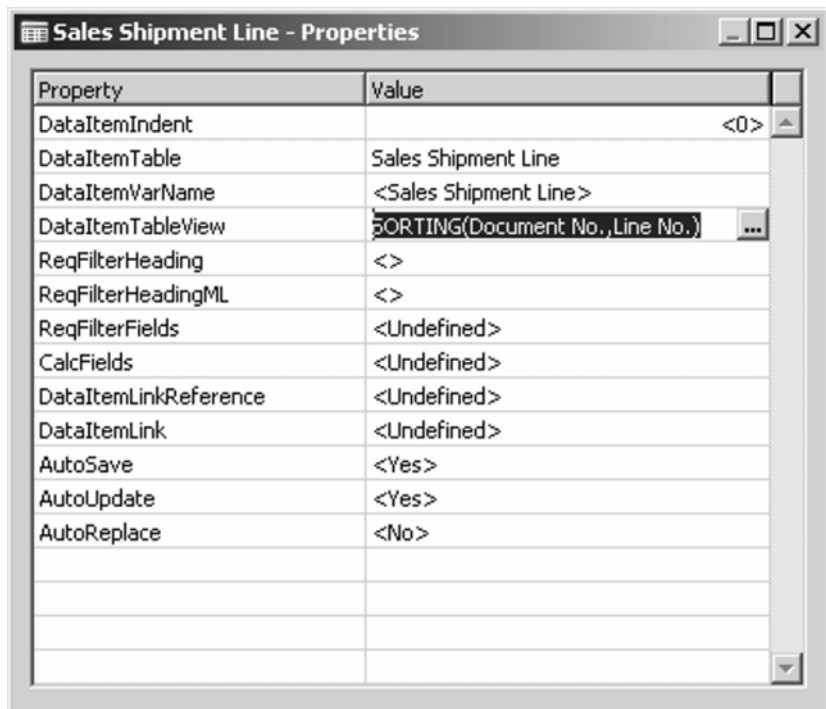 Sales Shipment Line - Properties
Property Value
DataItemIndent <0>
DataItemTable Sales Shipment Line
DataItemVarName <Sales Shipment Line>
DataItemTableView SORTING(Document No.,Line No.) ...
ReqFilterHeading <>
ReqFilterHeadingML <>
ReqFilterFields <Undefined>
CalcFields <Undefined>
DataItemLinkReference <Undefined>
DataItemLink <Undefined>
AutoSave <Yes>
AutoUpdate <Yes>
AutoReplace <No>